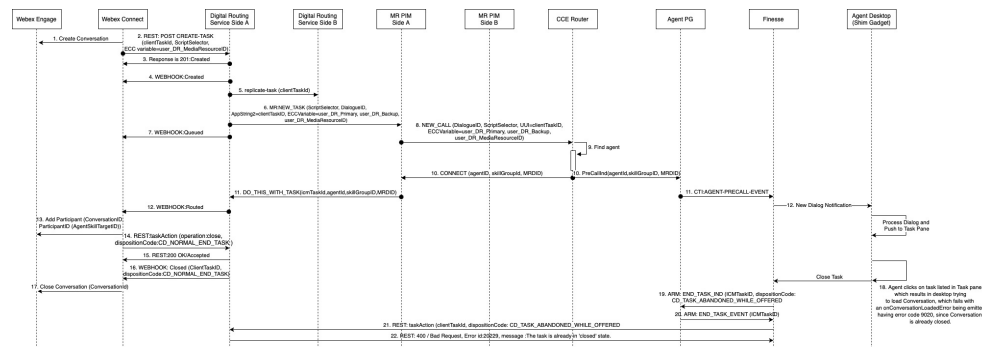 Webex Engage
Webex Connect
Digital Routing
Service Side A
Digital Routing
Service Side B
MR PIM
Side A
MR PIM
Side B
CCE Router
Agent PG
Finesse
Agent Desktop
(Shim Gadget)
1. Create Conversation
2. REST: POST CREATE-TASK
(clientTaskId, ScriptSelector,
ECC variable=user_DR_MediaResourceID)
3. Response is 201:Created
4. WEBHOOK:Created
5. replicate-task (clientTaskId)
6. MR:NEW_TASK (ScriptSelector, DialogueID,
AppString2=clientTaskID, ECCVariable=user_DR_Primary, user_DR_Backup,
user_DR_MediaResourceID)
7. WEBHOOK:Queued
8. NEW_CALL (DialogueID, ScriptSelector, UUI=clientTaskID,
ECCVariable=user_DR_Primary, user_DR_Backup,
user_DR_MediaResourceID)
9. Find agent
10. CONNECT (agentID, skillGroupId, MRDID)
10. PreCallInd(agentId,skillGroupID, MRDID)
11. DO_THIS_WITH_TASK(icmTaskId,agentId,skillGroupID,MRDID)
11. CTI:AGENT-PRECALL-EVENT
12. WEBHOOK:Routed
12. New Dialog Notification
13. Add Participant (ConversationID
ParticipantID (AgentSkillTargetID))
Process Dialog and
Push to Task Pane
14. REST:taskAction (operation:close,
dispositionCode:CD_NORMAL_END_TASK )
15. REST:200 OK/Accepted
16. WEBHOOK: Closed (ClientTaskID,
dispositionCode:CD_NORMAL_END_TASK)
Close Task
17. Close Conversation (ConversationId)
18. Agent clicks on task listed in Task pane
which results in desktop trying
to load Conversation, which fails with
an onConversationLoadedError being emitte
having error code 9020, since Conversation
is already closed.
19. ARM: END_TASK_IND (ICMTaskID, dispositionCode:
CD_TASK_ABANDONED_WHILE_OFFERED
20. ARM: END_TASK_EVENT (ICMTaskID)
21. REST: taskAction (clientTaskId, dispositionCode: CD_TASK_ABANDONED_WHILE_OFFERED
22. REST: 400 / Bad Request, Error id:20229, message :The task is already in 'closed' state.